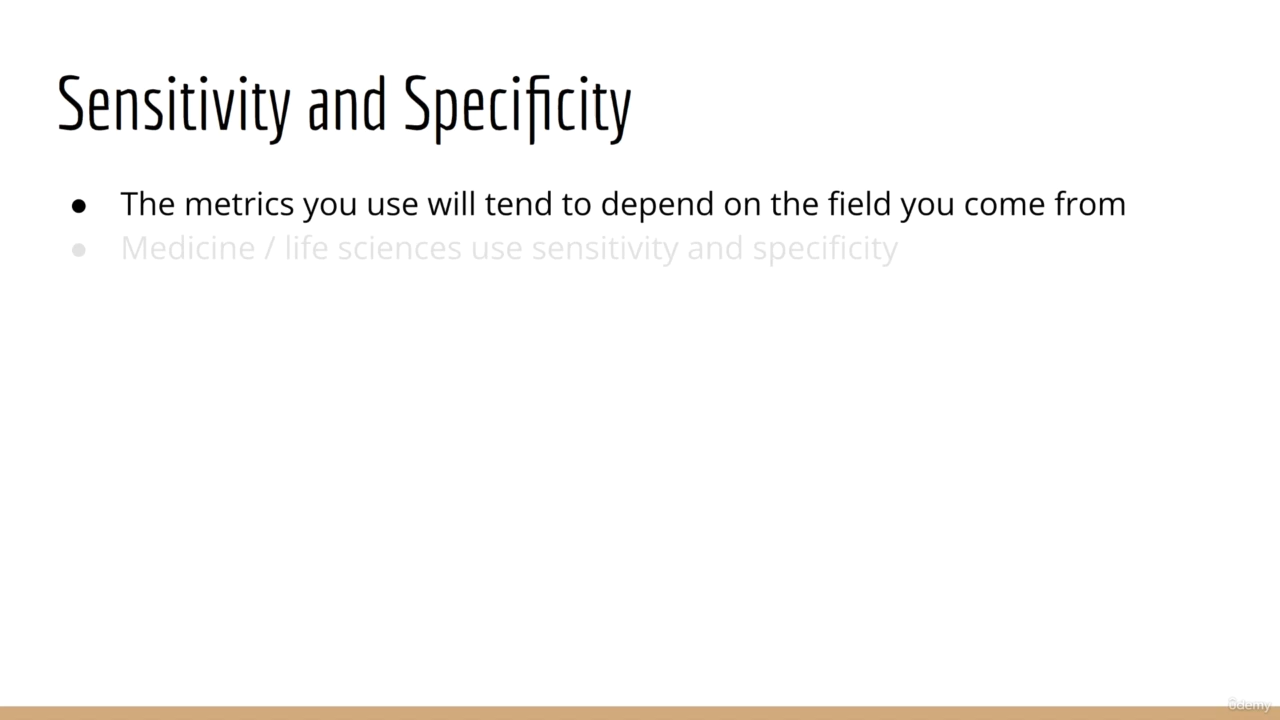 Sensitivity and Specificity
● The metrics you use will tend to depend on the field you come from
● Medicine / life sciences use sensitivity and specificity
ûdemy